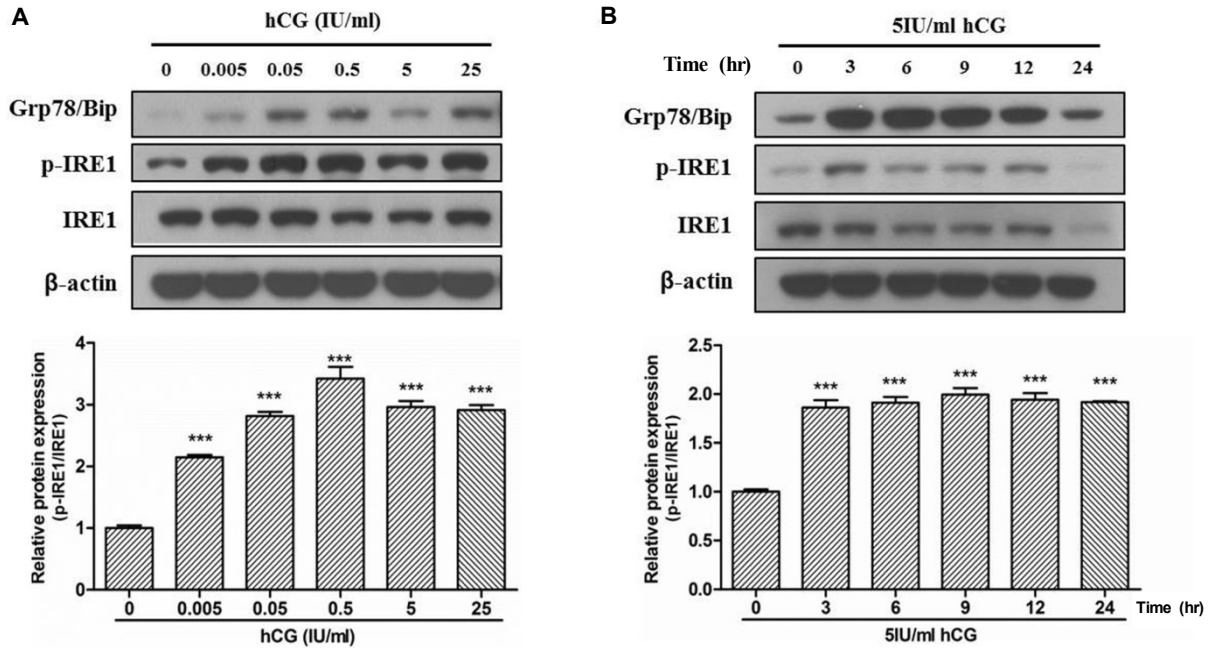 A
hCG (IU/ml)
0 0.005 0.05 0.5 5 25
Grp78/Bip
p-IRE1
IRE1
β-actin
Relative protein expression
(p-IRE1/IRE1)
4
3
2
1
0
***
***
***
***
***
0 0.005 0.05 0.5 5 25
hCG (IU/ml)
B
5IU/ml hCG
Time (hr) 0 3 6 9 12 24
Grp78/Bip
p-IRE1
IRE1
β-actin
Relative protein expression
(p-IRE1/IRE1)
2.5
2.0
1.5
1.0
0.5
0.0
***
***
***
***
***
0 3 6 9 12 24 Time (hr)
5IU/ml hCG